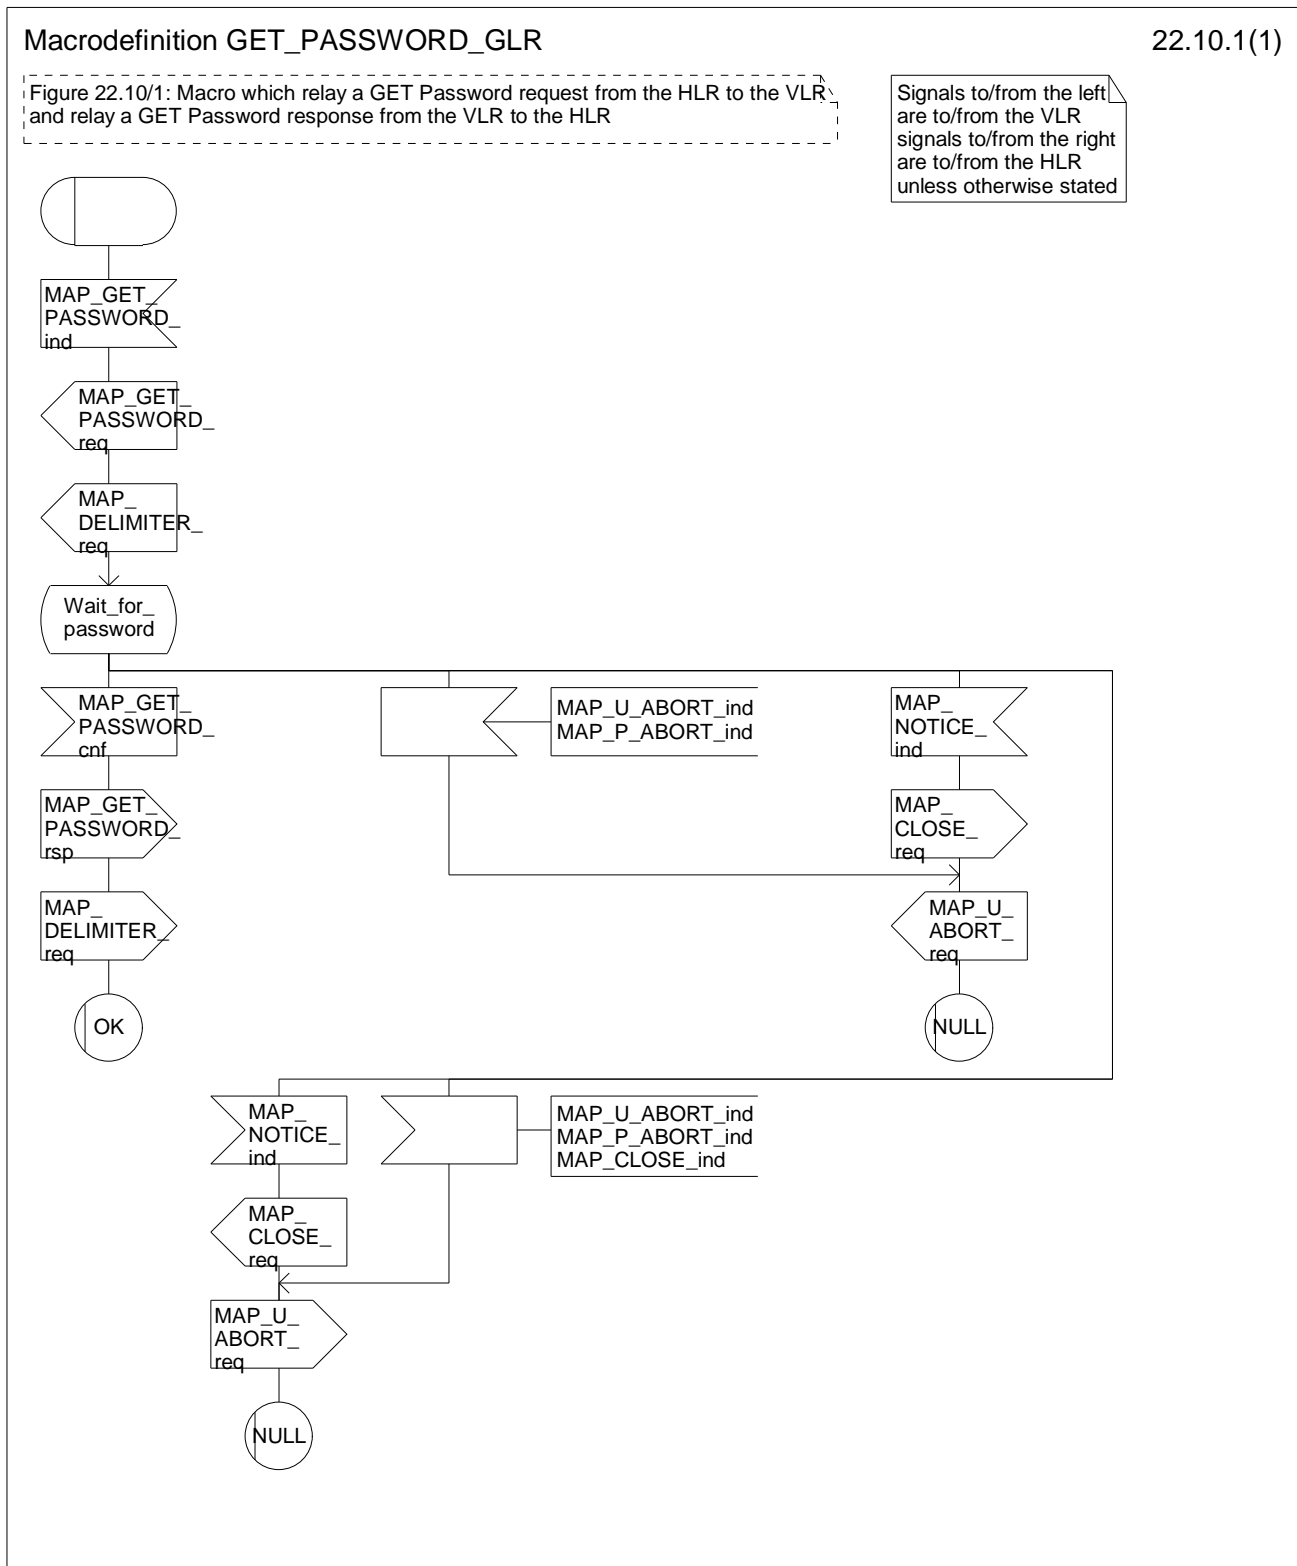 Macrodefinition GET_PASSWORD_GLR
22.10.1(1)
Figure 22.10/1: Macro which relay a GET Password request from the HLR to the VLR
and relay a GET Password response from the VLR to the HLR
Signals to/from the left
are to/from the VLR
signals to/from the right
are to/from the HLR
unless otherwise stated
MAP_GET_
PASSWORD_
ind
MAP_GET_
PASSWORD_
req
MAP_
DELIMITER_
req
Wait_for_
password
MAP_GET_
PASSWORD_
cnf
MAP_U_ABORT_ind
MAP_P_ABORT_ind
MAP_
NOTICE_
ind
MAP_GET_
PASSWORD_
rsp
MAP_
CLOSE_
req
MAP_
DELIMITER_
req
MAP_U_
ABORT_
req
OK
NULL
MAP_
NOTICE_
ind
MAP_U_ABORT_ind
MAP_P_ABORT_ind
MAP_CLOSE_ind
MAP_
CLOSE_
req
MAP_U_
ABORT_
req
NULL